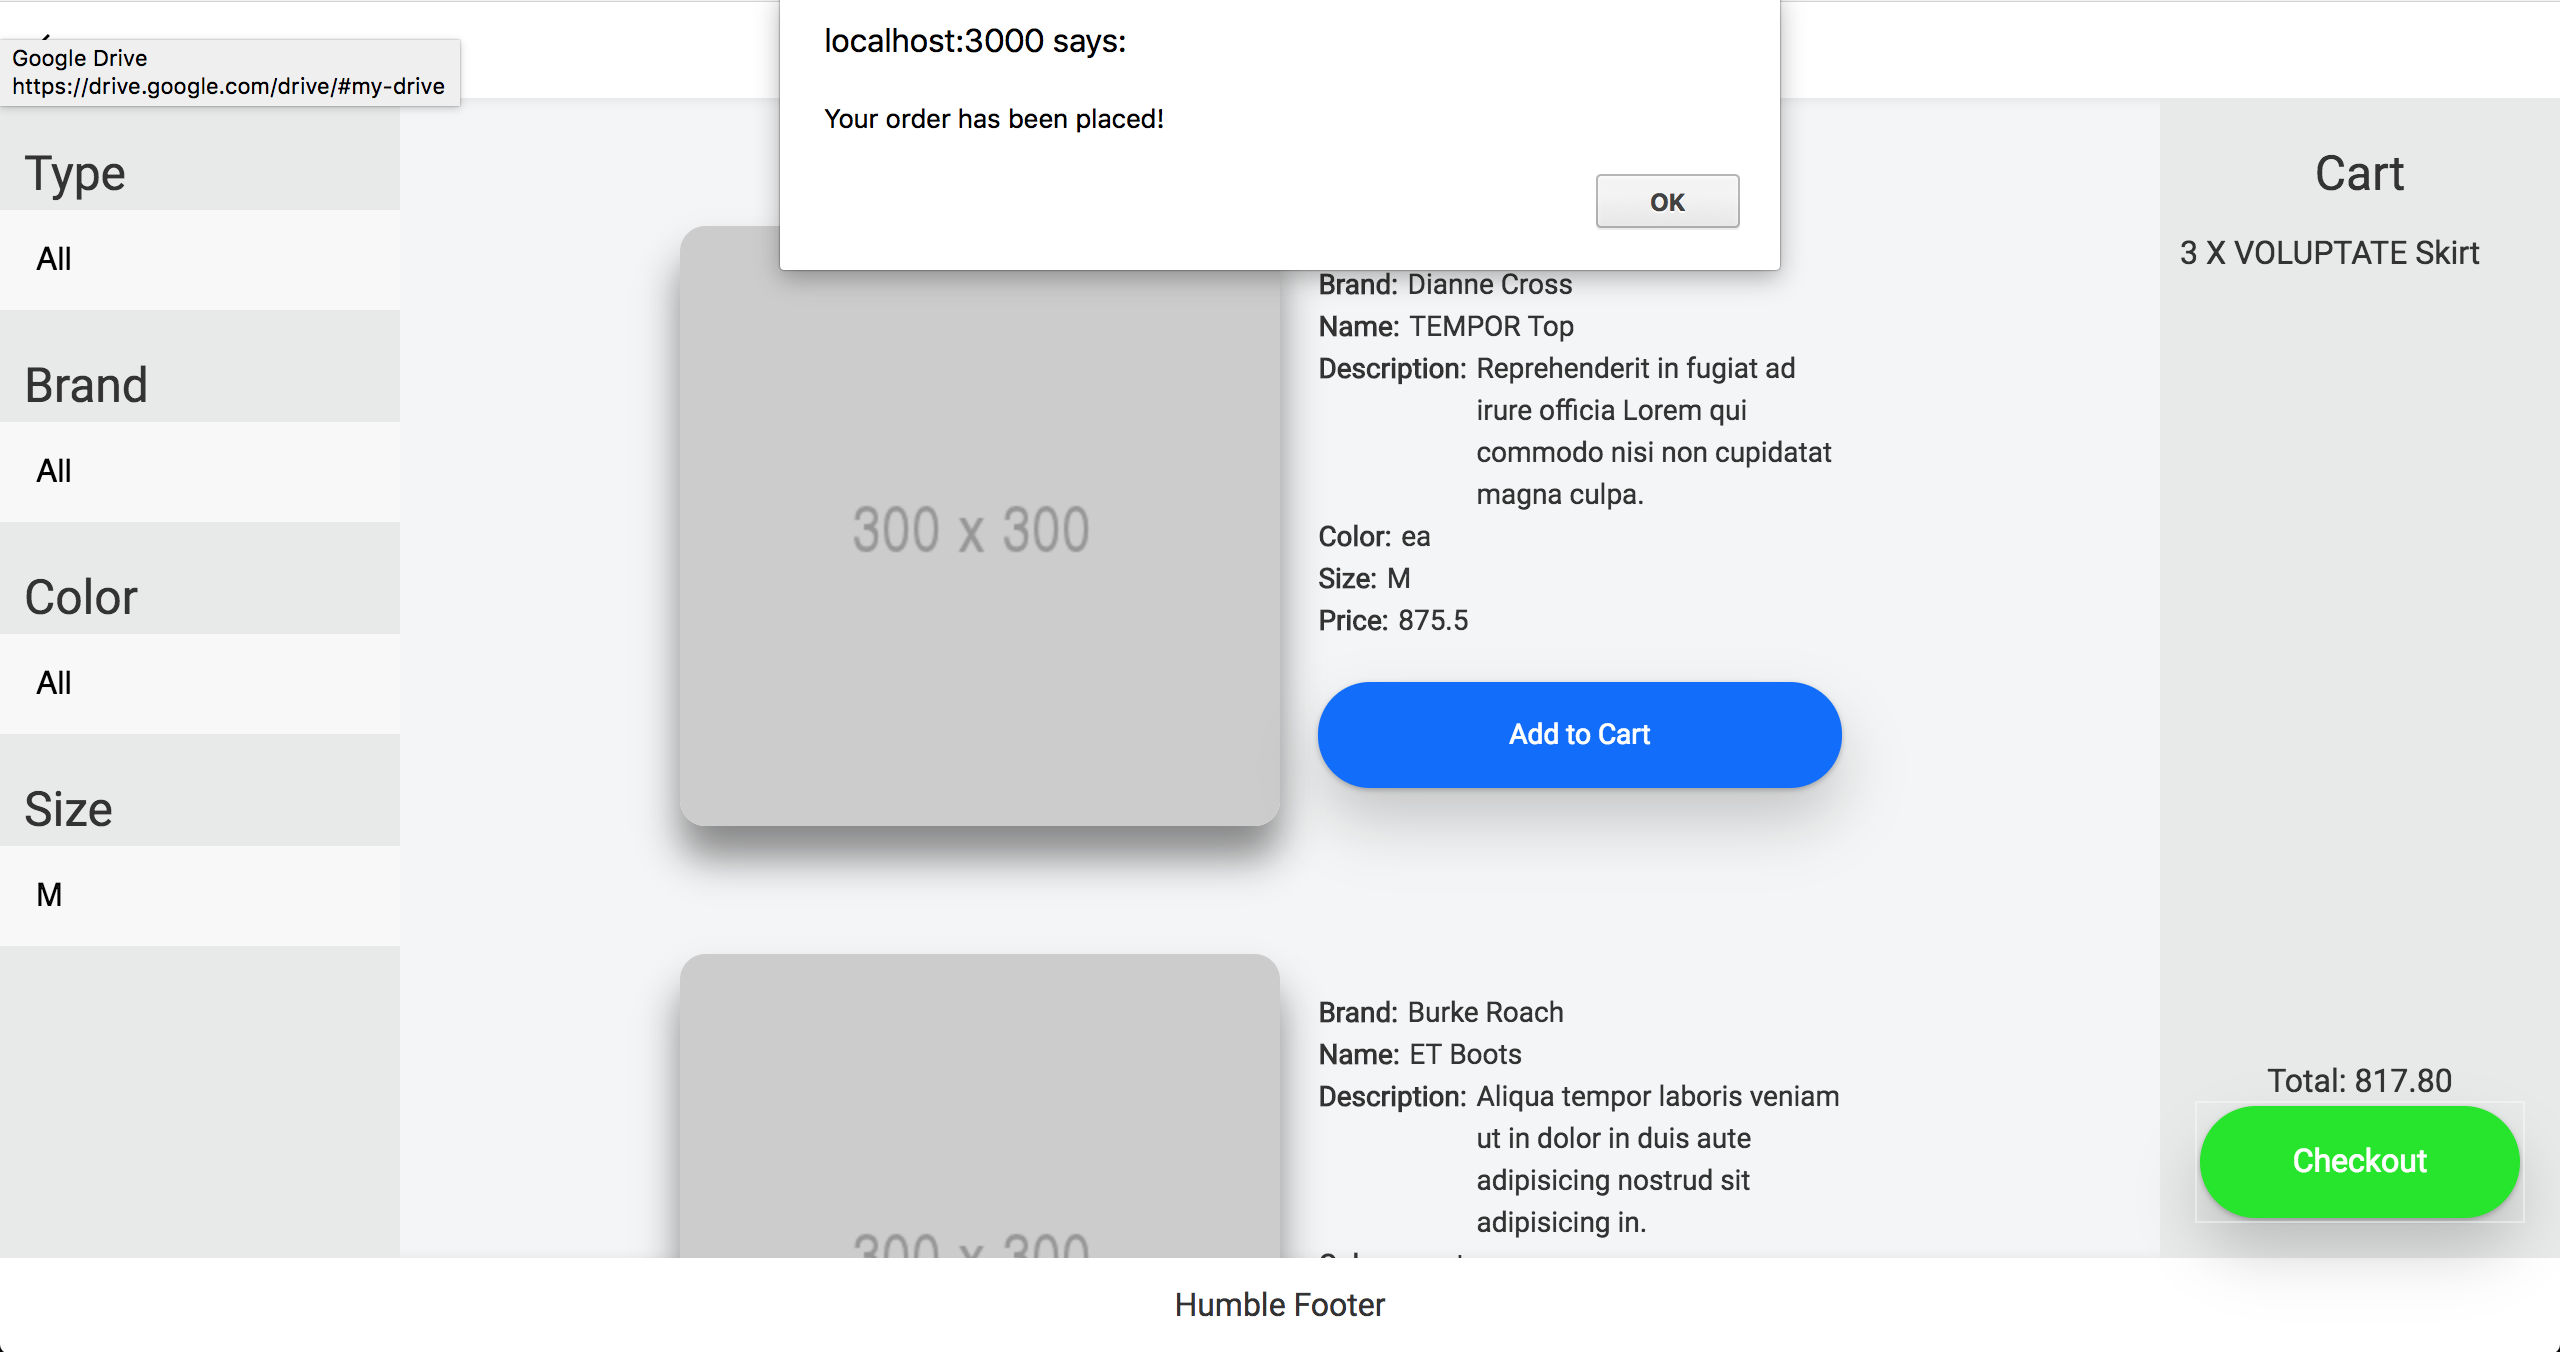 localhost:3000 says:
Your order has been placed!
OK
Google Drive
https://drive.google.com/drive/#my-drive
Type
All
Brand
All
Color
All
Size
M
300 x 300
Brand: Dianne Cross
Name: TEMPOR Top
Description: Reprehenderit in fugiat ad
irure officia Lorem qui
commodo nisi non cupidatat
magna culpa.
Color: ea
Size: M
Price: 875.5
Add to Cart
300 x 300
Brand: Burke Roach
Name: ET Boots
Description: Aliqua tempor laboris veniam
ut in dolor in duis aute
adipisicing nostrud sit
adipisicing in.
Cart
3 X VOLUPTATE Skirt
Total: 817.80
Checkout
Humble Footer